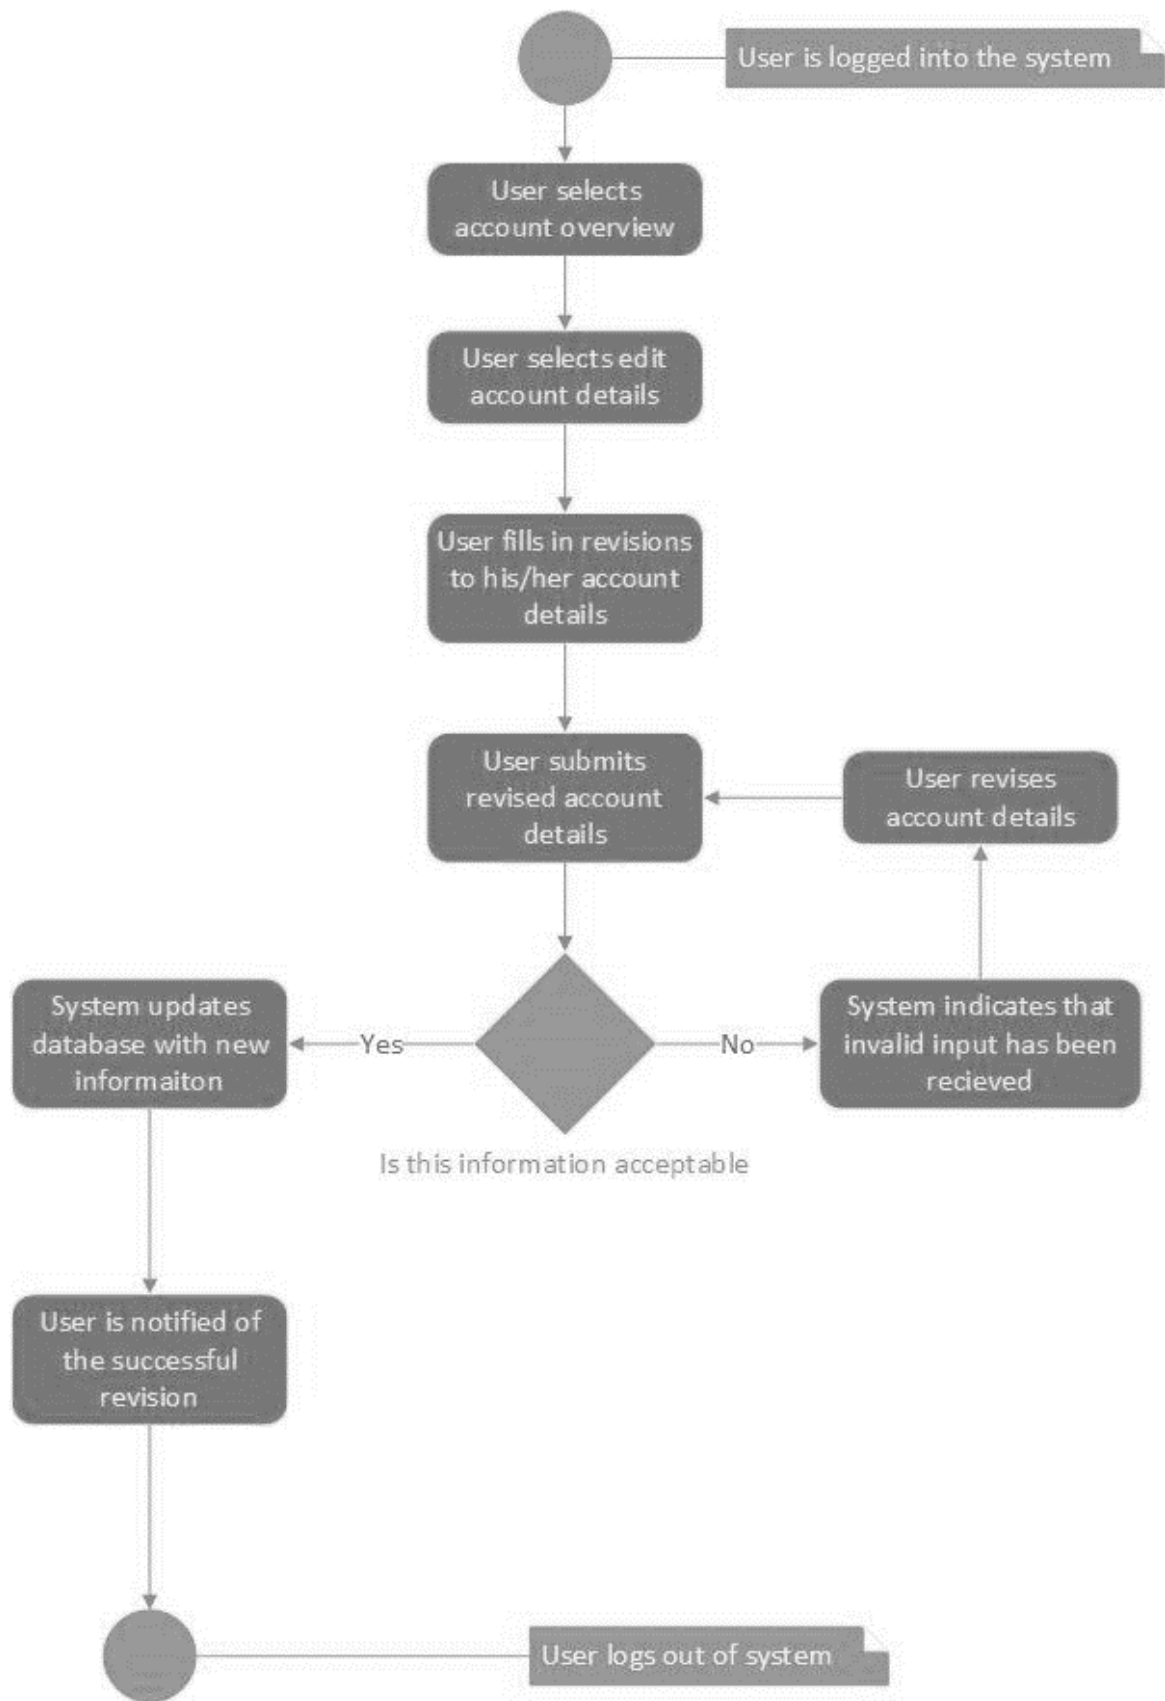 User is logged into the system
User selects
account overview
User selects edit
account details
User fills in revisions
to his/her account
details
User submits
revised account
details
User revises
account details
System updates
database with new
informaiton
Yes
No
System indicates that
invalid input has been
recieved
Is this information acceptable
User is notified of
the successful
revision
User logs out of system